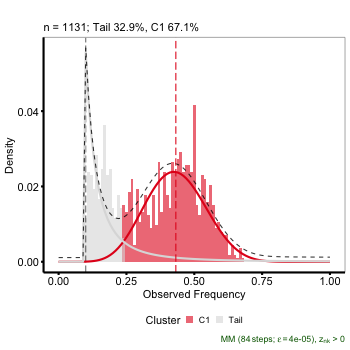 n = 1131; Tail 32.9%, C1 67.1%
Density
0.04
0.02
0.00
0.00 0.25 0.50 0.75 1.00
Observed Frequency
Cluster C1 Tail
MM (84 steps; ε = 4e-05), zₙₖ > 0